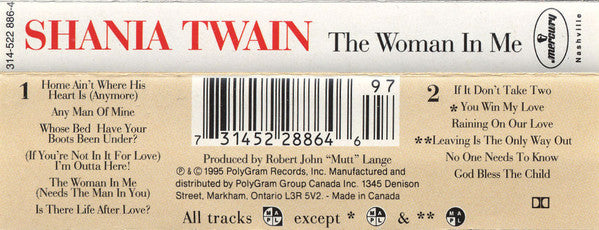 314-522 886-4
SHANIA TWAIN The Woman In Me
mercury
Nashville
1
Home Ain't Where His
Heart Is (Anymore)
Any Man Of Mine
Whose Bed Have Your
Boots Been Under?
(If You're Not In It For Love)
I'm Outta Here!
The Woman In Me
(Needs The Man In You)
Is There Life After Love?
97
7 31452 28864 6
Produced by Robert John "Mutt" Lange
℗ & © 1995 PolyGram Records, Inc. Manufactured and
distributed by PolyGram Group Canada Inc. 1345 Denison
Street, Markham, Ontario L3R 5V2. - Made in Canada
2
If It Don't Take Two
*You Win My Love
Raining On Our Love
**Leaving Is The Only Way Out
No One Needs To Know
God Bless The Child
All tracks MAPL except * MAPL & ** MAPL